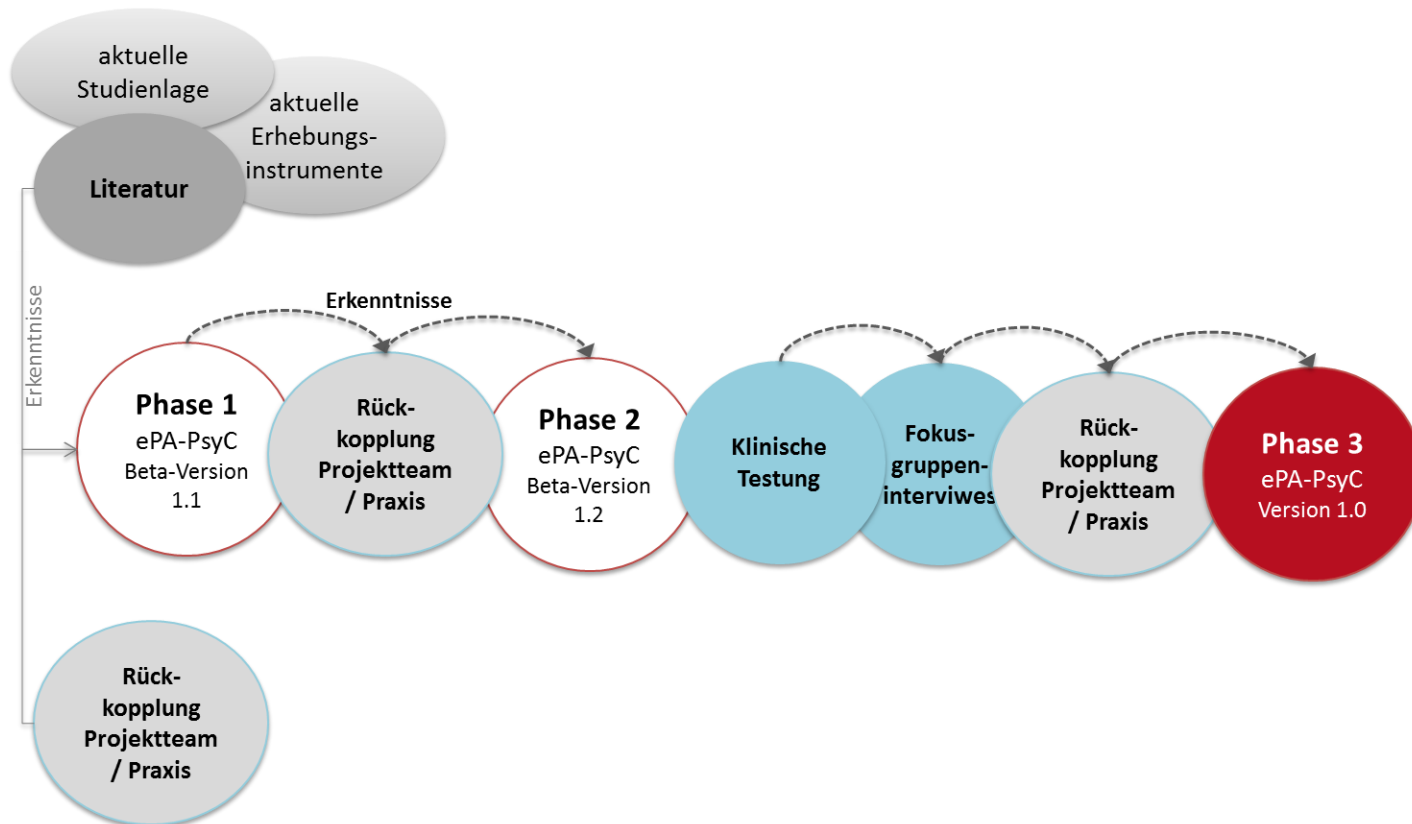 aktuelle
Studienlage
aktuelle
Erhebungs-
instrumente
Literatur
Erkenntnisse
Erkenntnisse
Phase 1
ePA-PsyC
Beta-Version
1.1
Rück-
kopplung
Projektteam
/ Praxis
Phase 2
ePA-PsyC
Beta-Version
1.2
Klinische
Testung
Fokus-
gruppen-
interviwes
Rück-
kopplung
Projektteam
/ Praxis
Phase 3
ePA-PsyC
Version 1.0
Rück-
kopplung
Projektteam
/ Praxis